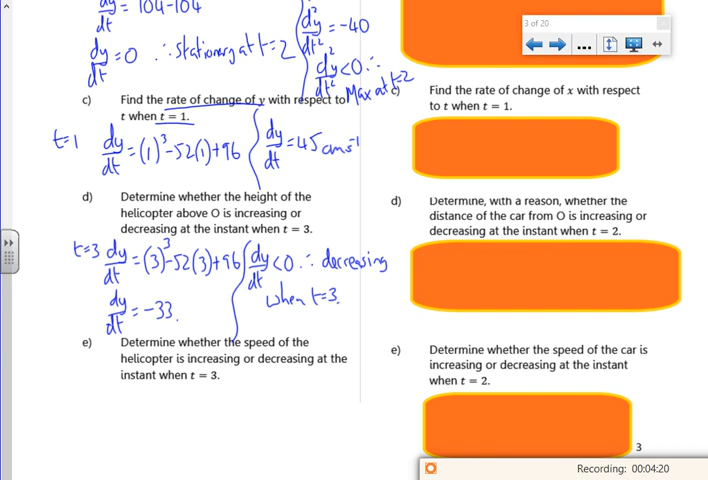 dy/dt = 104-104
dy/dt = 0 ∴ stationary at t=2
d²y/dt² = -40
d²y/dt² < 0 ∴
Max at t=2
c) Find the rate of change of y with respect to
t when t = 1.
t=1 dy/dt = (1)³-52(1)+96
dy/dt = 45 cms⁻¹
d) Determine whether the height of the
helicopter above O is increasing or
decreasing at the instant when t = 3.
t=3 dy/dt = (3)³-52(3)+96
dy/dt = -33.
dy/dt < 0 ∴ decreasing
when t=3.
e) Determine whether the speed of the
helicopter is increasing or decreasing at the
instant when t = 3.
3 of 20
...
c) Find the rate of change of x with respect
to t when t = 1.
d) Determine, with a reason, whether the
distance of the car from O is increasing or
decreasing at the instant when t = 2.
e) Determine whether the speed of the car is
increasing or decreasing at the instant
when t = 2.
3
Recording: 00:04:20